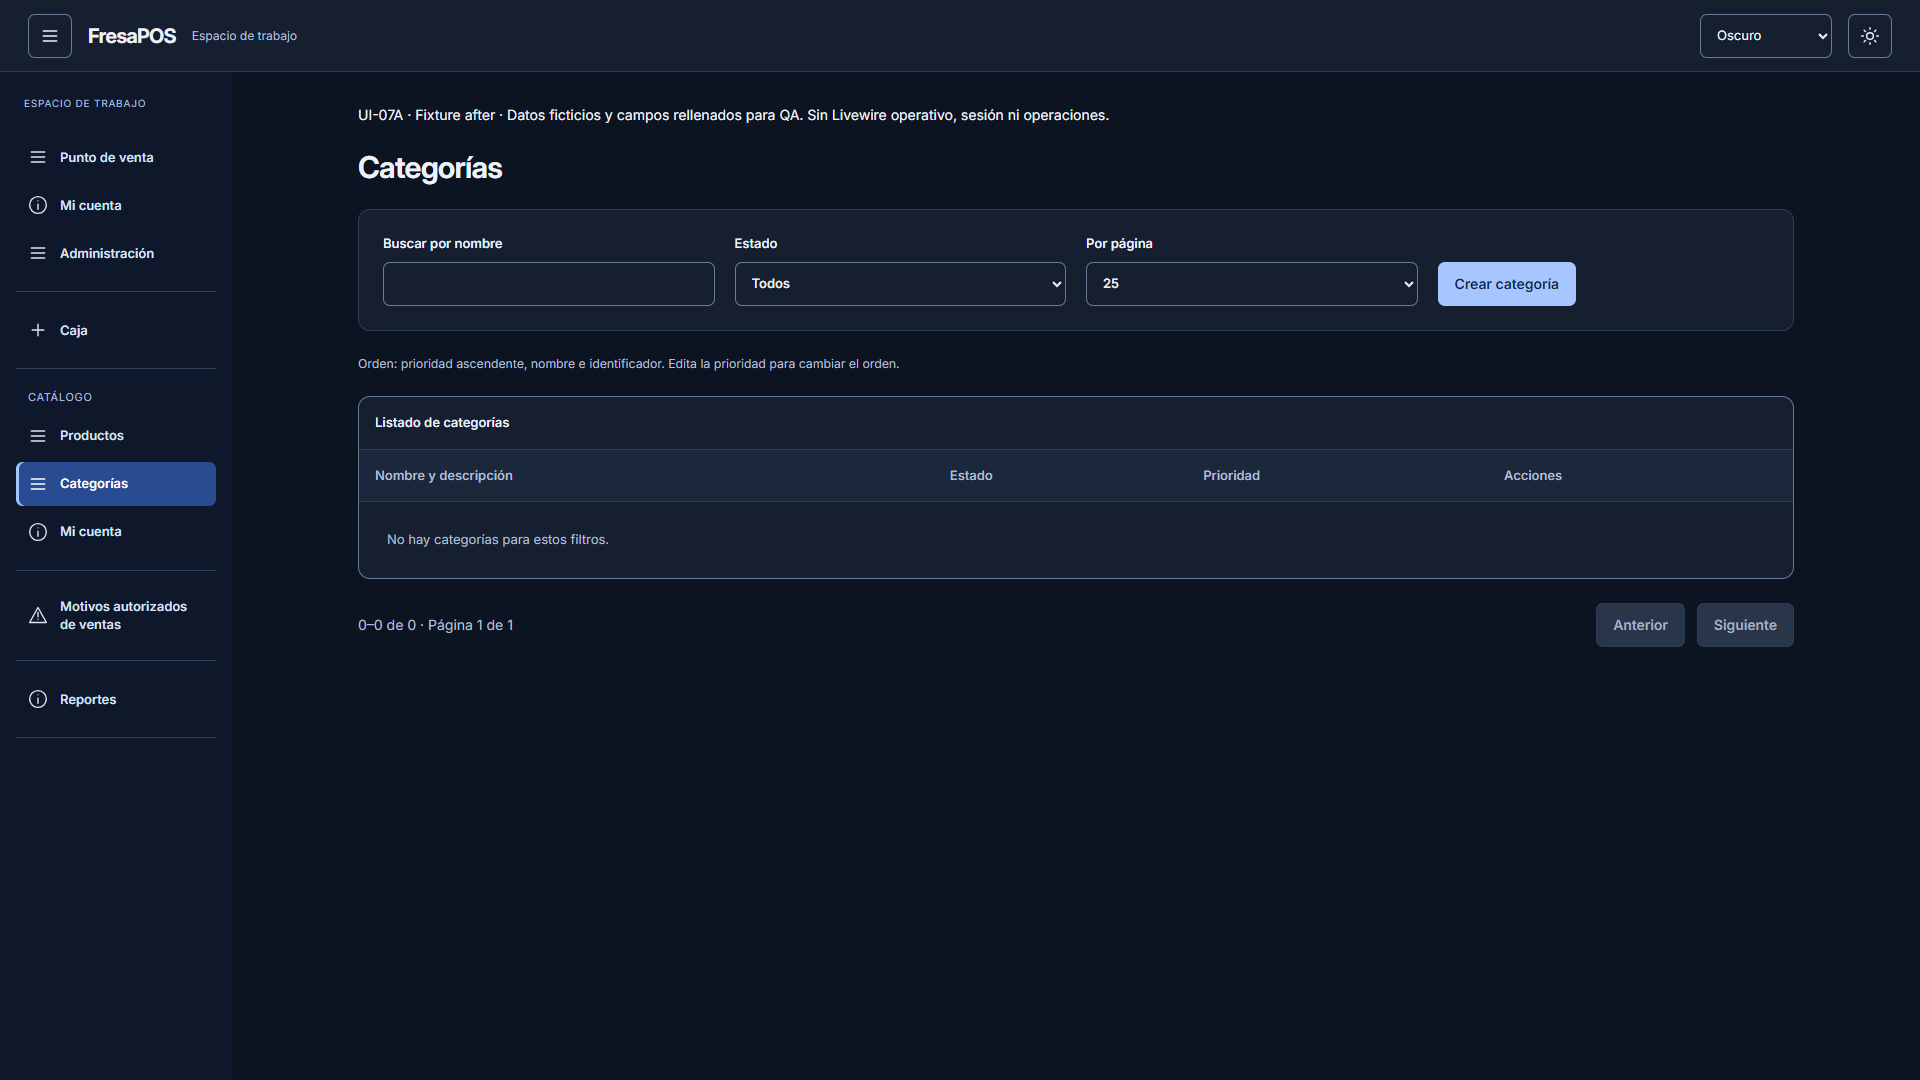 FresaPOS
Espacio de trabajo
Oscuro
ESPACIO DE TRABAJO
Punto de venta
Mi cuenta
Administración
Caja
CATÁLOGO
Productos
Categorías
Mi cuenta
Motivos autorizados
de ventas
Reportes
UI-07A · Fixture after · Datos ficticios y campos rellenados para QA. Sin Livewire operativo, sesión ni operaciones.
Categorías
Buscar por nombre
Estado
Por página
Todos
25
Crear categoría
Orden: prioridad ascendente, nombre e identificador. Edita la prioridad para cambiar el orden.
Listado de categorías
Nombre y descripción
Estado
Prioridad
Acciones
No hay categorías para estos filtros.
0–0 de 0 · Página 1 de 1
Anterior
Siguiente